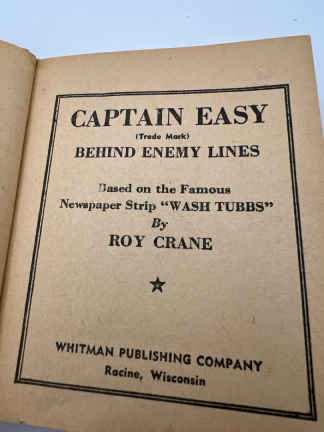 CAPTAIN EASY
(Trade Mark)
BEHIND ENEMY LINES
Based on the Famous
Newspaper Strip "WASH TUBBS"
By
ROY CRANE
WHITMAN PUBLISHING COMPANY
Racine, Wisconsin